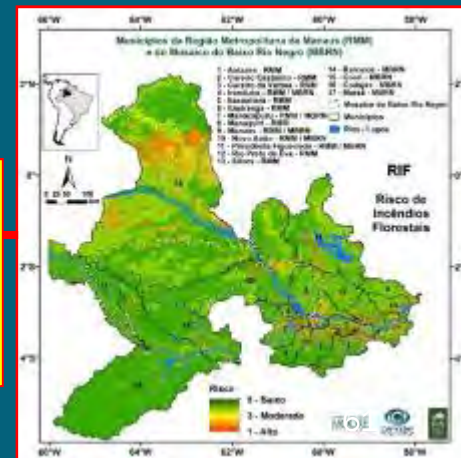 Municípios da Região Metropolitana de Manaus (RMM)
e do Mosaico do Baixo Rio Negro (MBRN)
1 - Autazes - RMM
2 - Careiro Castanho - RMM
3 - Careiro da Várzea - RMM
4 - Iranduba - RMM / MBRN
5 - Itacoatiara - RMM
6 - Itapiranga - RMM
7 - Manacapuru - RMM / MBRN
8 - Manaquiri - RMM
9 - Manaus - RMM / MBRN
10 - Novo Airão - RMM / MBRN
11 - Presidente Figueiredo - RMM / MBRN
12 - Rio Preto da Eva - RMM
13 - Silves - RMM
14 - Barcelos - MBRN
15 - Coari - MBRN
16 - Codajás - MBRN
17 - Maraã - MBRN
Mosaico do Baixo Rio Negro
Municípios
Rios - Lagos
N
RIF
Risco de
Incêndios
Florestais
Risco
5 - Baixo
3 - Moderado
1 - Alto
66°W
64°W
62°W
60°W
58°W